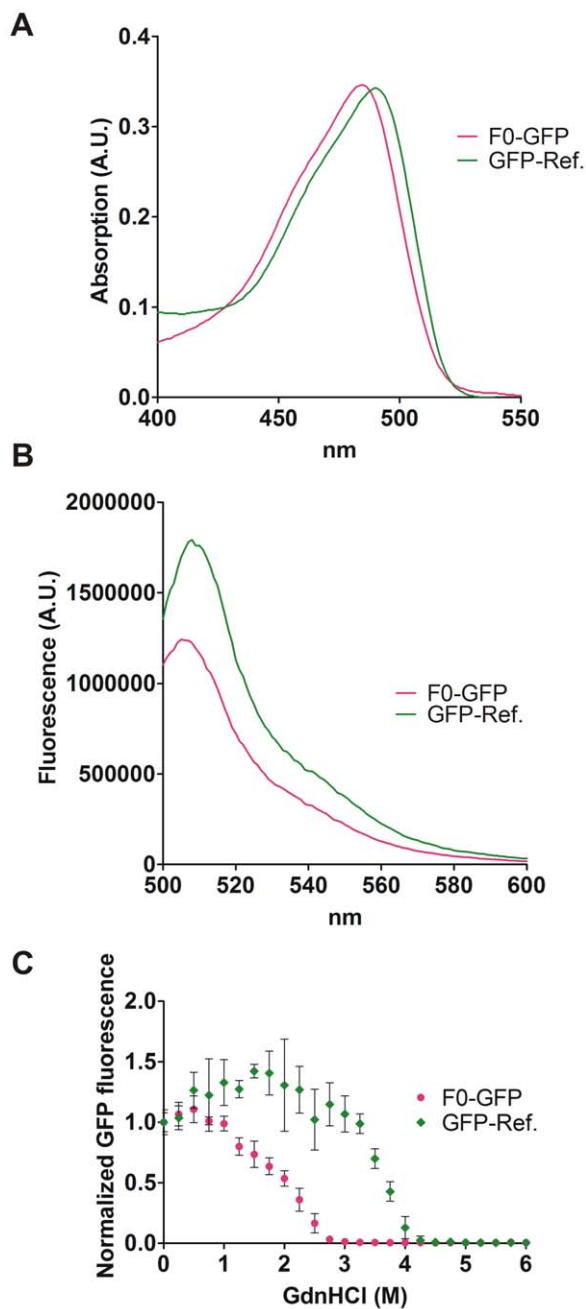 A
Absorption (A.U.)
0.4
0.3
0.2
0.1
0.0
400 450 500 550
nm
F0-GFP
GFP-Ref.
B
Fluorescence (A.U.)
2000000
1500000
1000000
500000
0
500 520 540 560 580 600
nm
F0-GFP
GFP-Ref.
C
Normalized GFP fluorescence
2.0
1.5
1.0
0.5
0.0
0 1 2 3 4 5 6
GdnHCl (M)
F0-GFP
GFP-Ref.